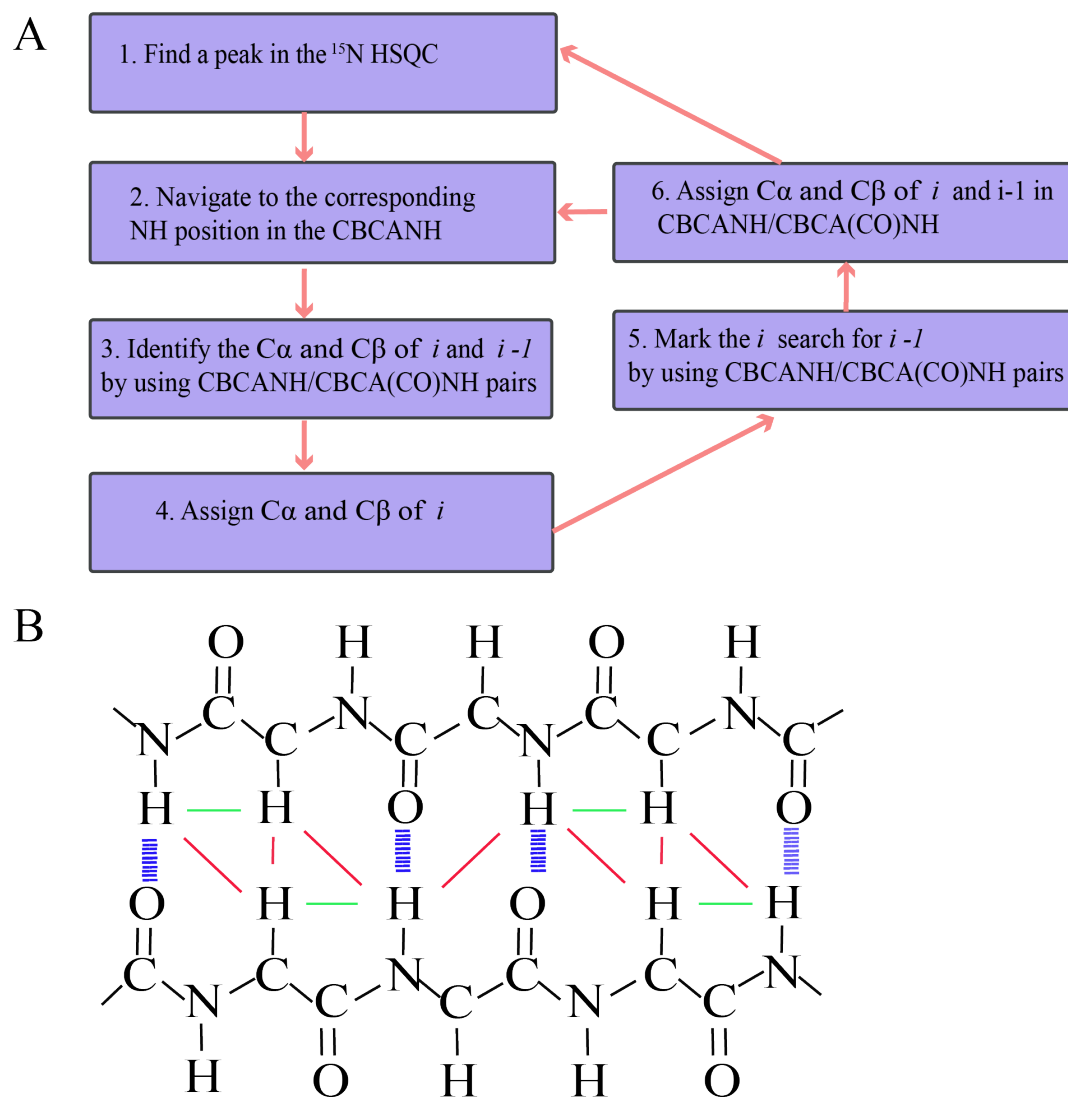 A
1. Find a peak in the ¹⁵N HSQC
2. Navigate to the corresponding
NH position in the CBCANH
3. Identify the Cα and Cβ of i and i -1
by using CBCANH/CBCA(CO)NH pairs
4. Assign Cα and Cβ of i
6. Assign Cα and Cβ of i and i-1 in
CBCANH/CBCA(CO)NH
5. Mark the i search for i -1
by using CBCANH/CBCA(CO)NH pairs
B
O H H O H
C N C C N
N C C N C C
H H O H H O
O H H O H H
C C N C C N
N C C N C C
H O H H O